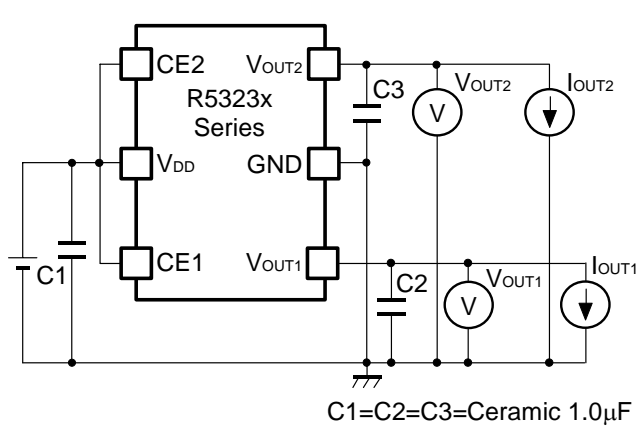 CE2
VOUT2
R5323x
Series
C3
V
VOUT2
IOUT2
VDD
GND
C1
CE1
VOUT1
C2
V
VOUT1
IOUT1
C1=C2=C3=Ceramic 1.0μF